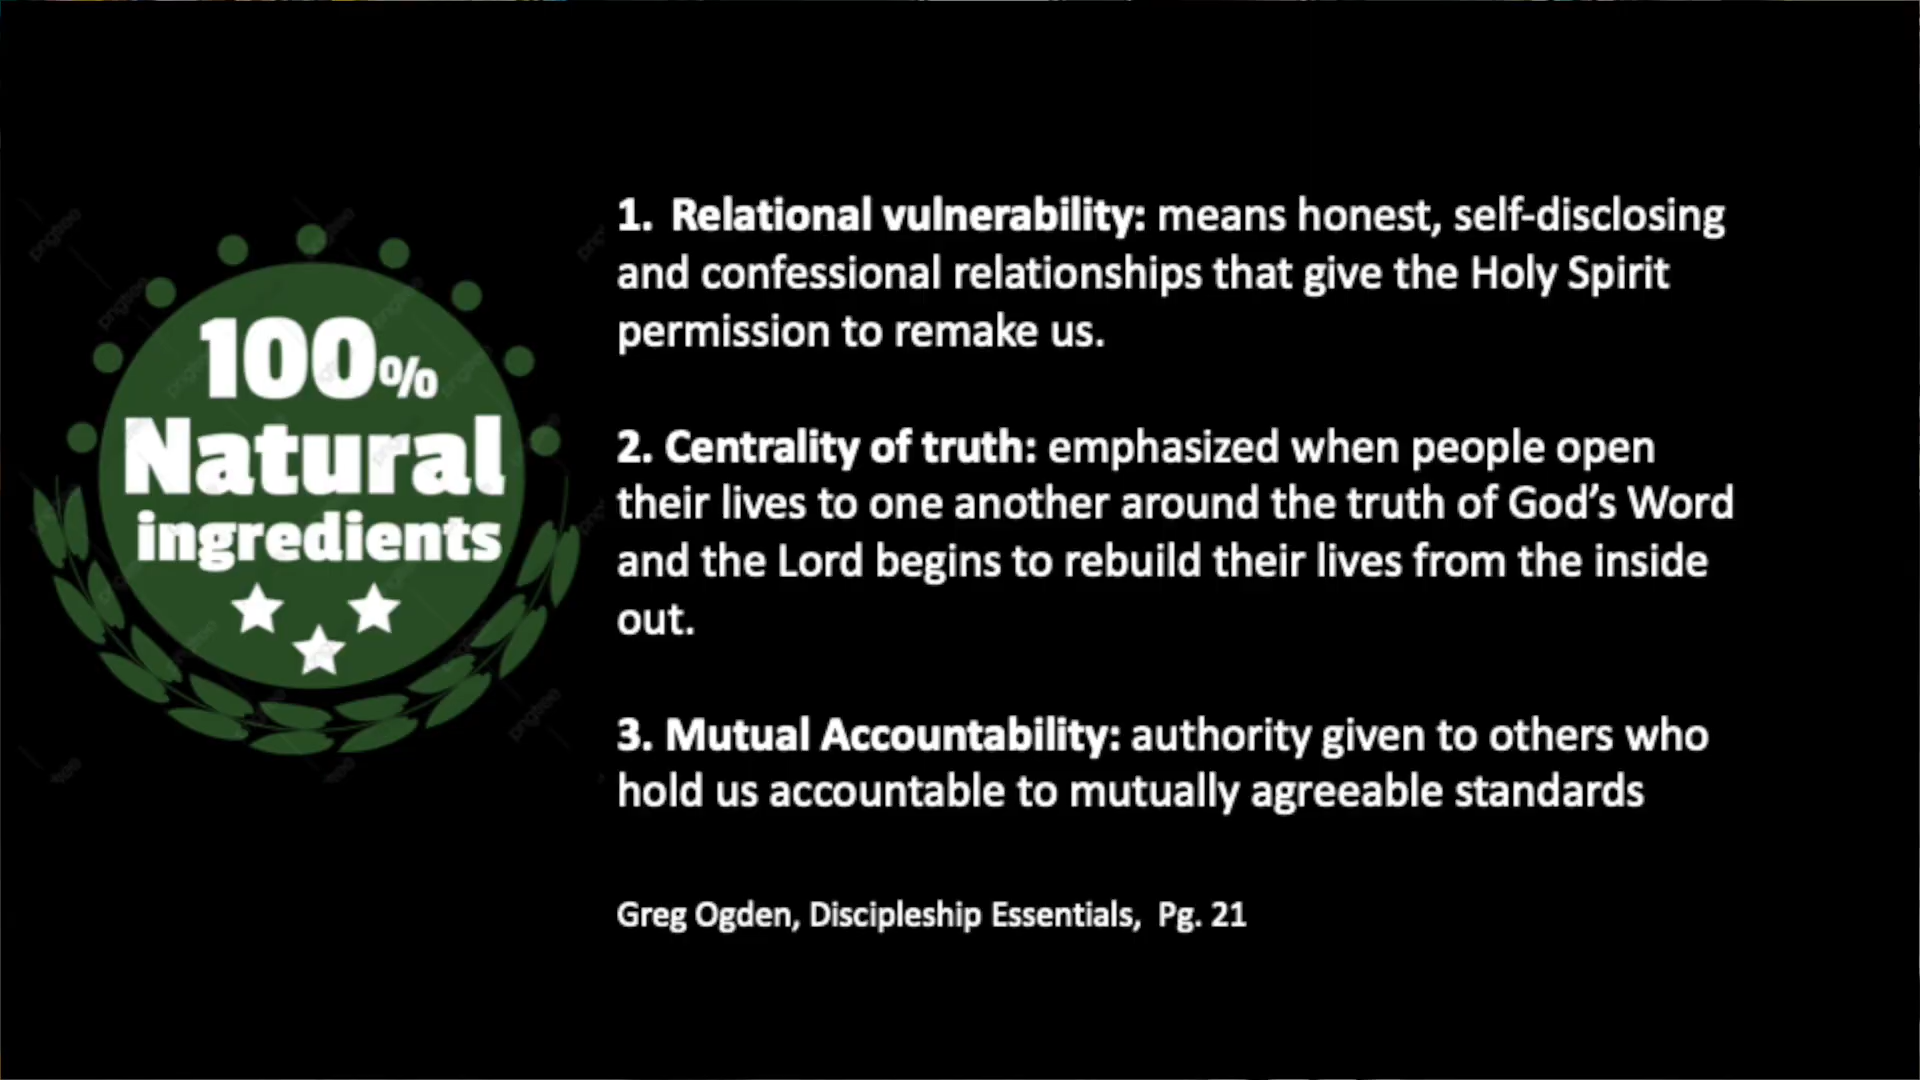 100%
Natural
ingredients
1. Relational vulnerability: means honest, self-disclosing
and confessional relationships that give the Holy Spirit
permission to remake us.
2. Centrality of truth: emphasized when people open
their lives to one another around the truth of God’s Word
and the Lord begins to rebuild their lives from the inside
out.
3. Mutual Accountability: authority given to others who
hold us accountable to mutually agreeable standards
Greg Ogden, Discipleship Essentials, Pg. 21